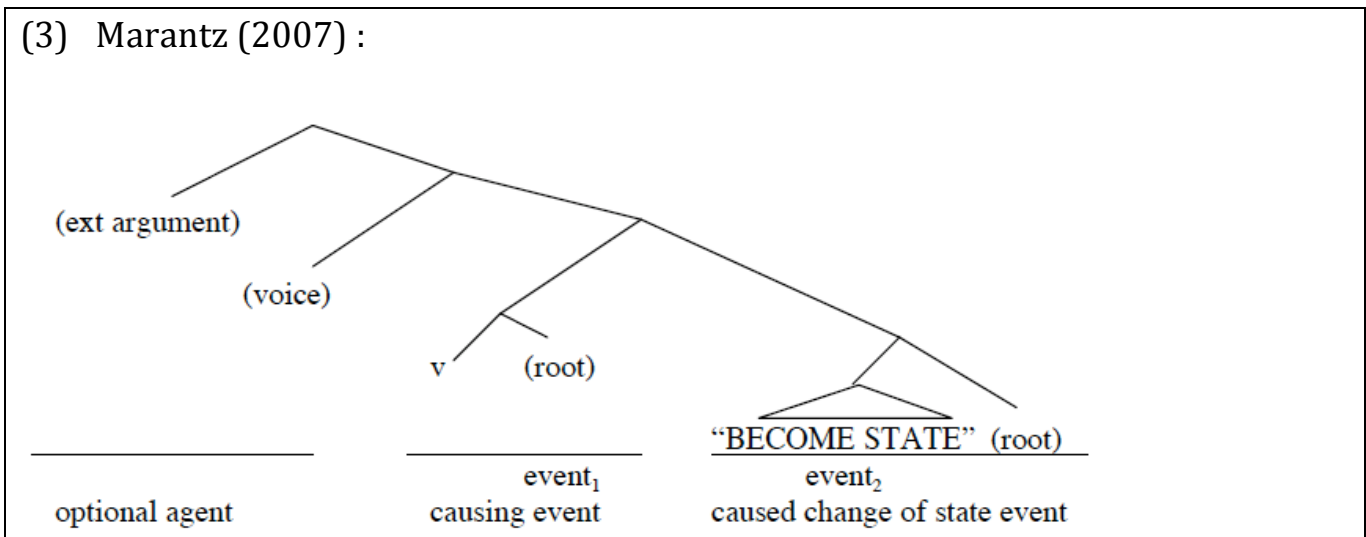 (3) Marantz (2007) :
(ext argument)
(voice)
v (root)
“BECOME STATE” (root)
event₁ event₂
optional agent causing event caused change of state event